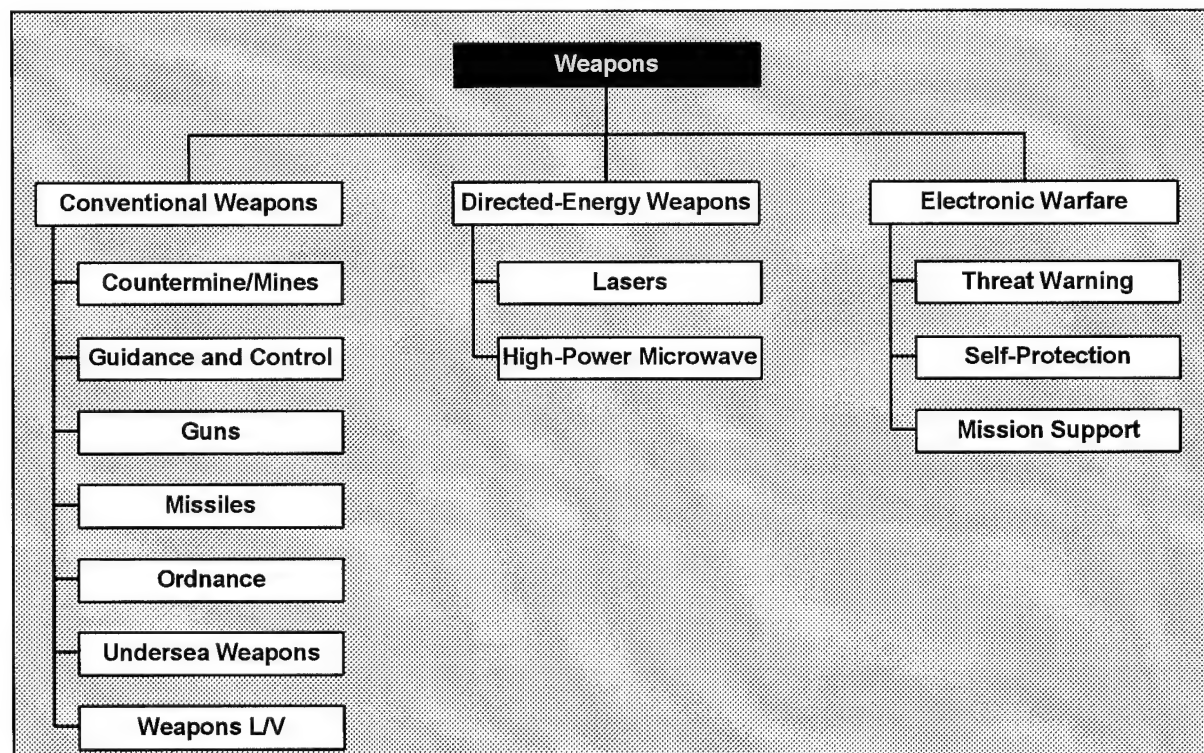 Weapons
Conventional Weapons
Countermine/Mines
Guidance and Control
Guns
Missiles
Ordnance
Undersea Weapons
Weapons L/V
Directed-Energy Weapons
Lasers
High-Power Microwave
Electronic Warfare
Threat Warning
Self-Protection
Mission Support